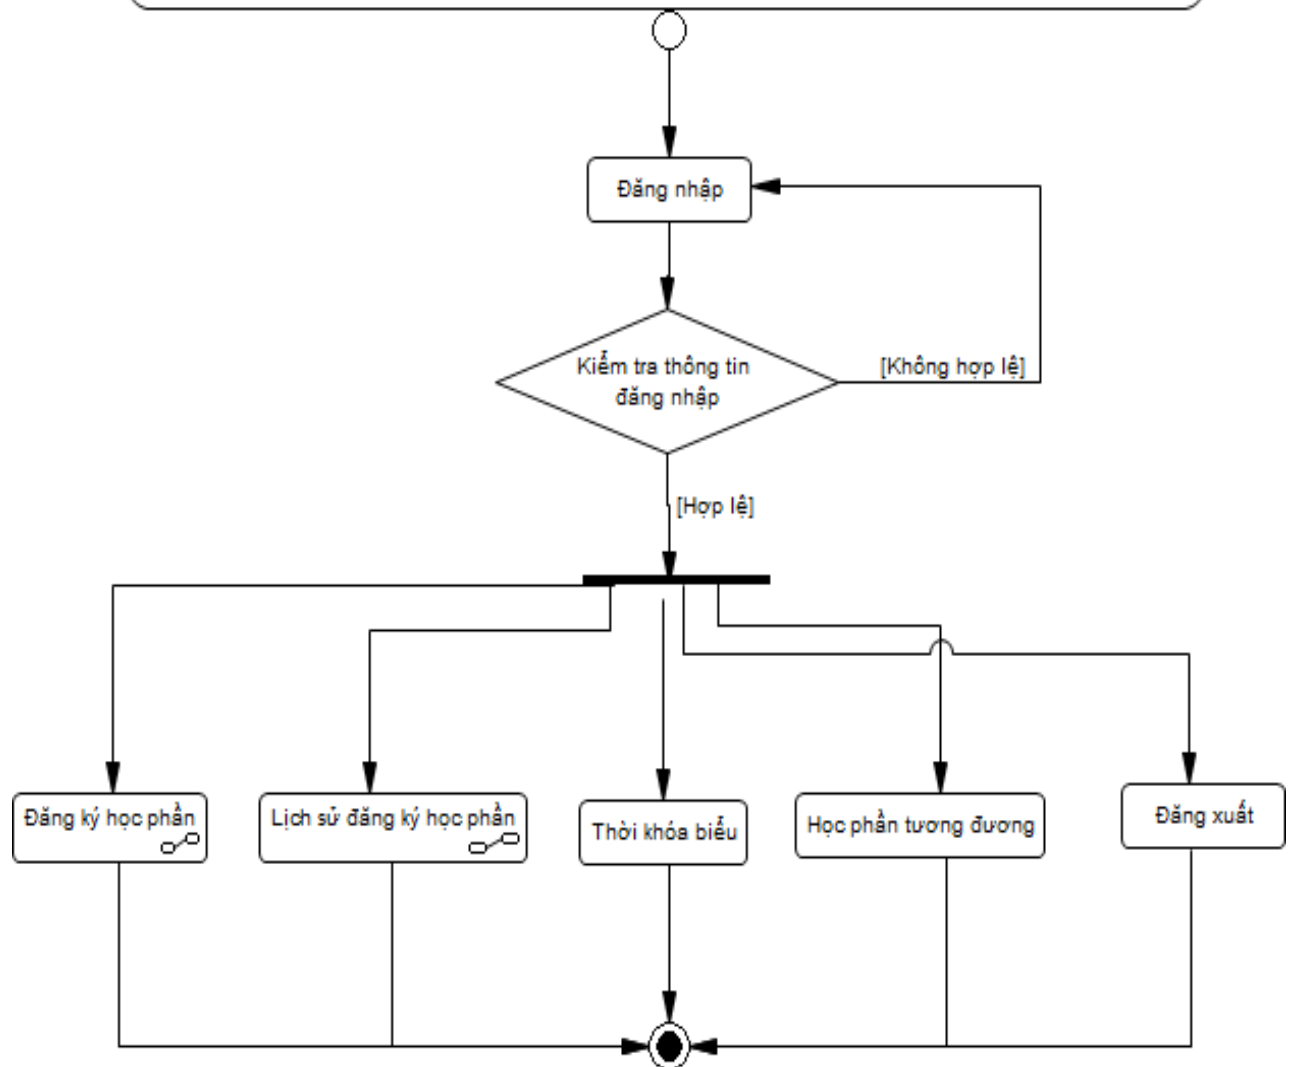 Đăng nhập
Kiểm tra thông tin
đăng nhập
[Không hợp lệ]
[Hợp lệ]
Đăng ký học phần
Lịch sử đăng ký học phần
Thời khóa biểu
Học phần tương đương
Đăng xuất